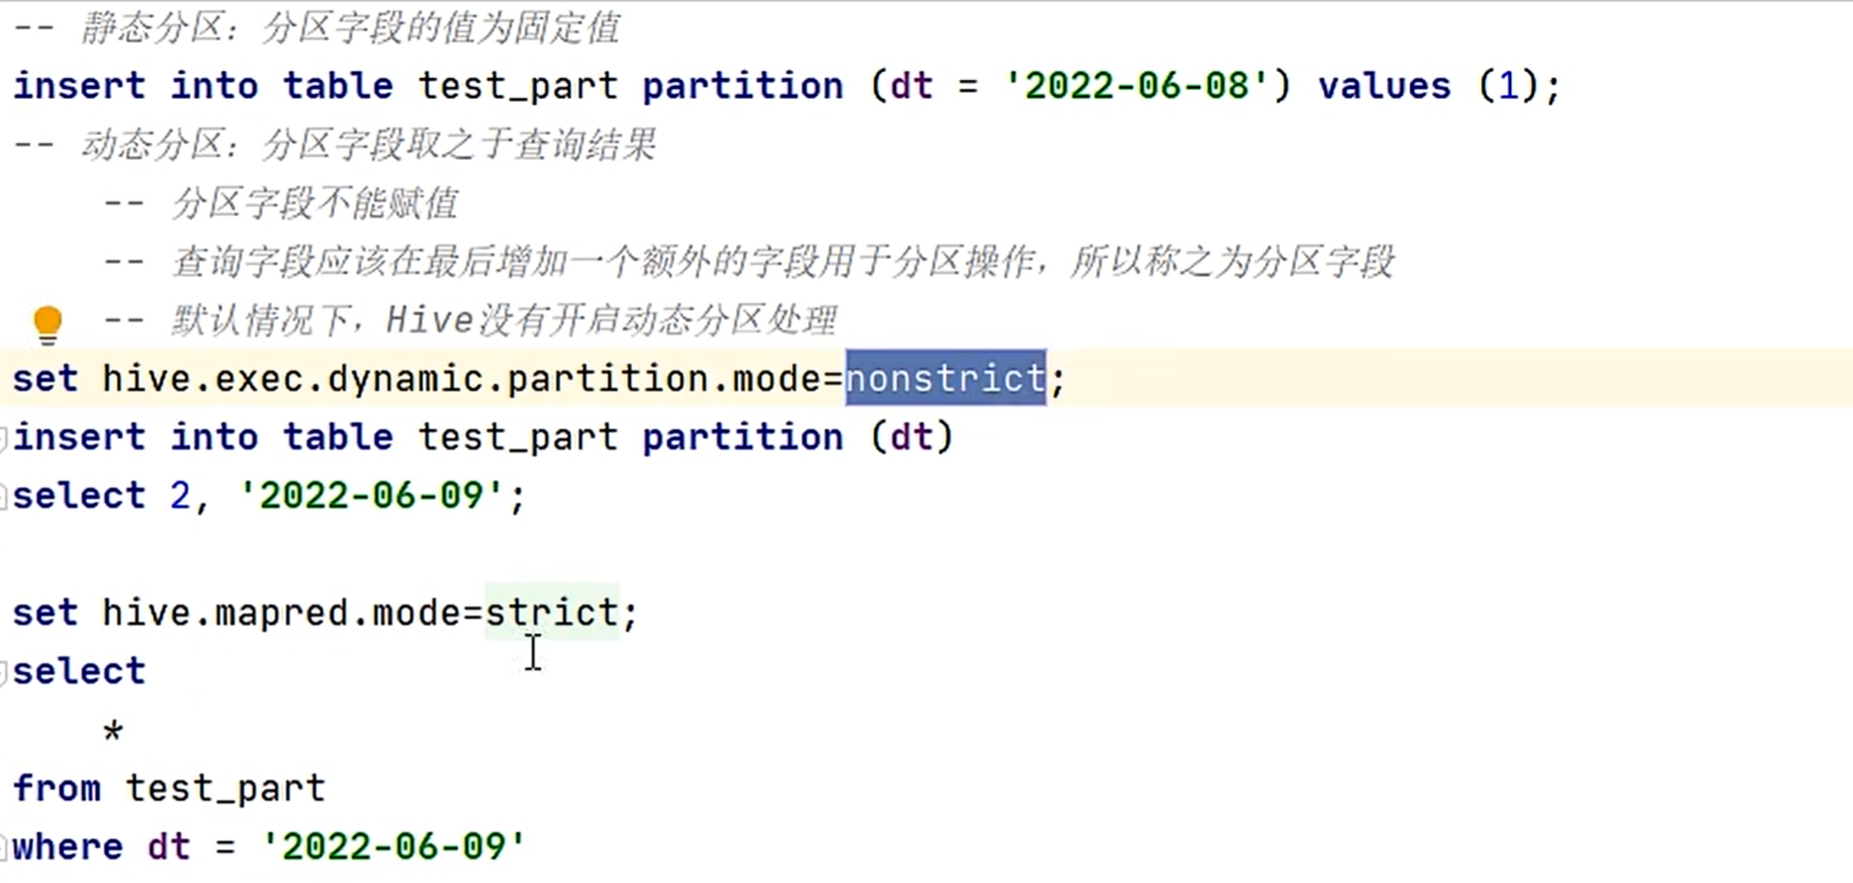 -- 静态分区：分区字段的值为固定值
insert into table test_part partition (dt = '2022-06-08') values (1);
-- 动态分区：分区字段取之于查询结果
-- 分区字段不能赋值
-- 查询字段应该在最后增加一个额外的字段用于分区操作，所以称之为分区字段
-- 默认情况下，Hive没有开启动态分区处理
set hive.exec.dynamic.partition.mode=nonstrict;
insert into table test_part partition (dt)
select 2, '2022-06-09';
set hive.mapred.mode=strict;
select
*
from test_part
where dt = '2022-06-09'